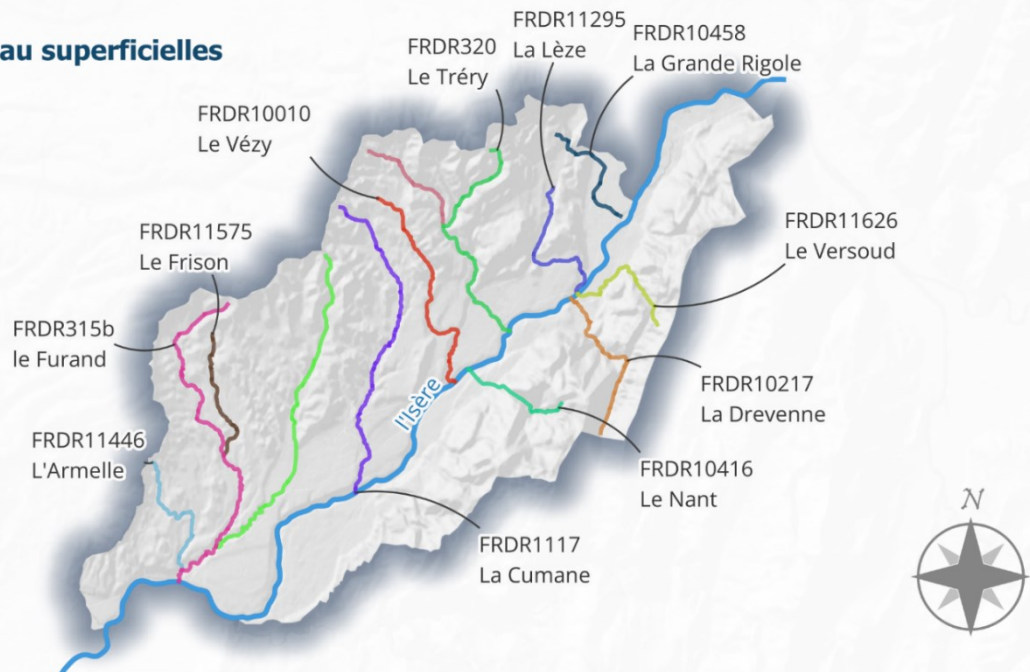 au superficielles
FRDR11295
La Lèze
FRDR10458
La Grande Rigole
FRDR320
Le Tréry
FRDR10010
Le Vézy
FRDR11626
Le Versoud
FRDR11575
Le Frison
FRDR315b
le Furand
FRDR10217
La Drevenne
l'Isère
FRDR11446
L'Armelle
FRDR10416
Le Nant
FRDR1117
La Cumane
N